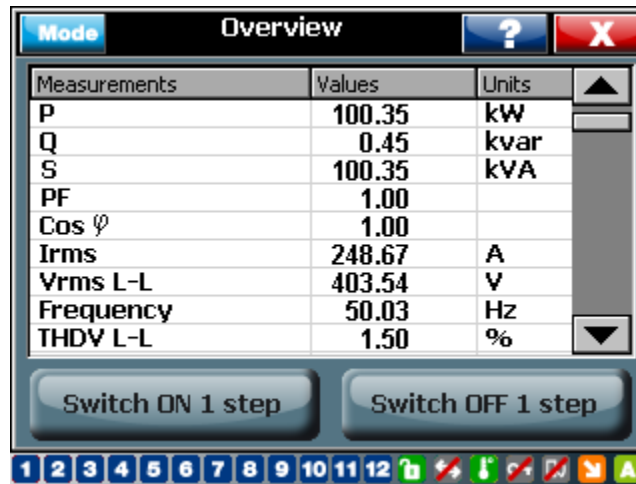 Mode Overview ? X
Measurements Values Units
P 100.35 kW
Q 0.45 kvar
S 100.35 kVA
PF 1.00
Cos φ 1.00
Irms 248.67 A
Vrms L-L 403.54 V
Frequency 50.03 Hz
THDV L-L 1.50 %
Switch ON 1 step Switch OFF 1 step
1 2 3 4 5 6 7 8 9 10 11 12 A